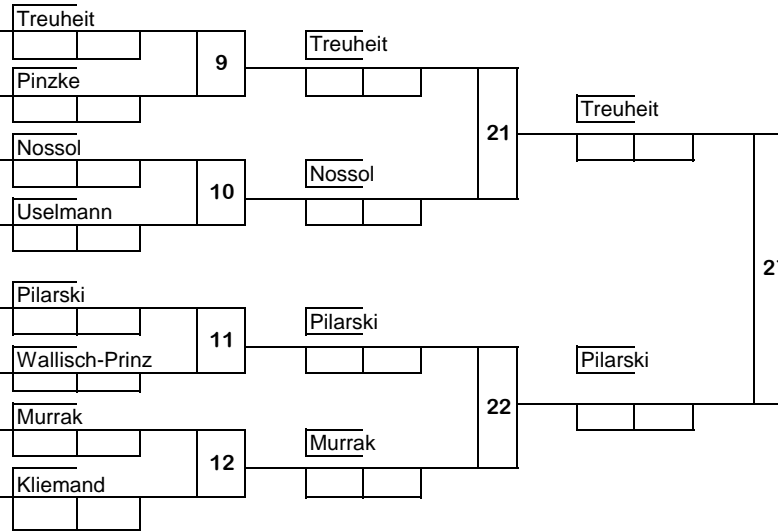 Treuheit
9
Pinzke
Nossol
10
Uselmann
Pilarski
11
Wallisch-Prinz
Murrak
12
Kliemand
Treuheit
21
Nossol
Pilarski
22
Murrak
Treuheit
Pilarski